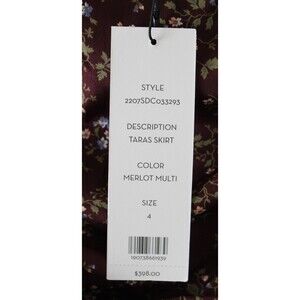 STYLE
2207SDC033293
DESCRIPTION
TARAS SKIRT
COLOR
MERLOT MULTI
SIZE
4
190738661939
$398.00